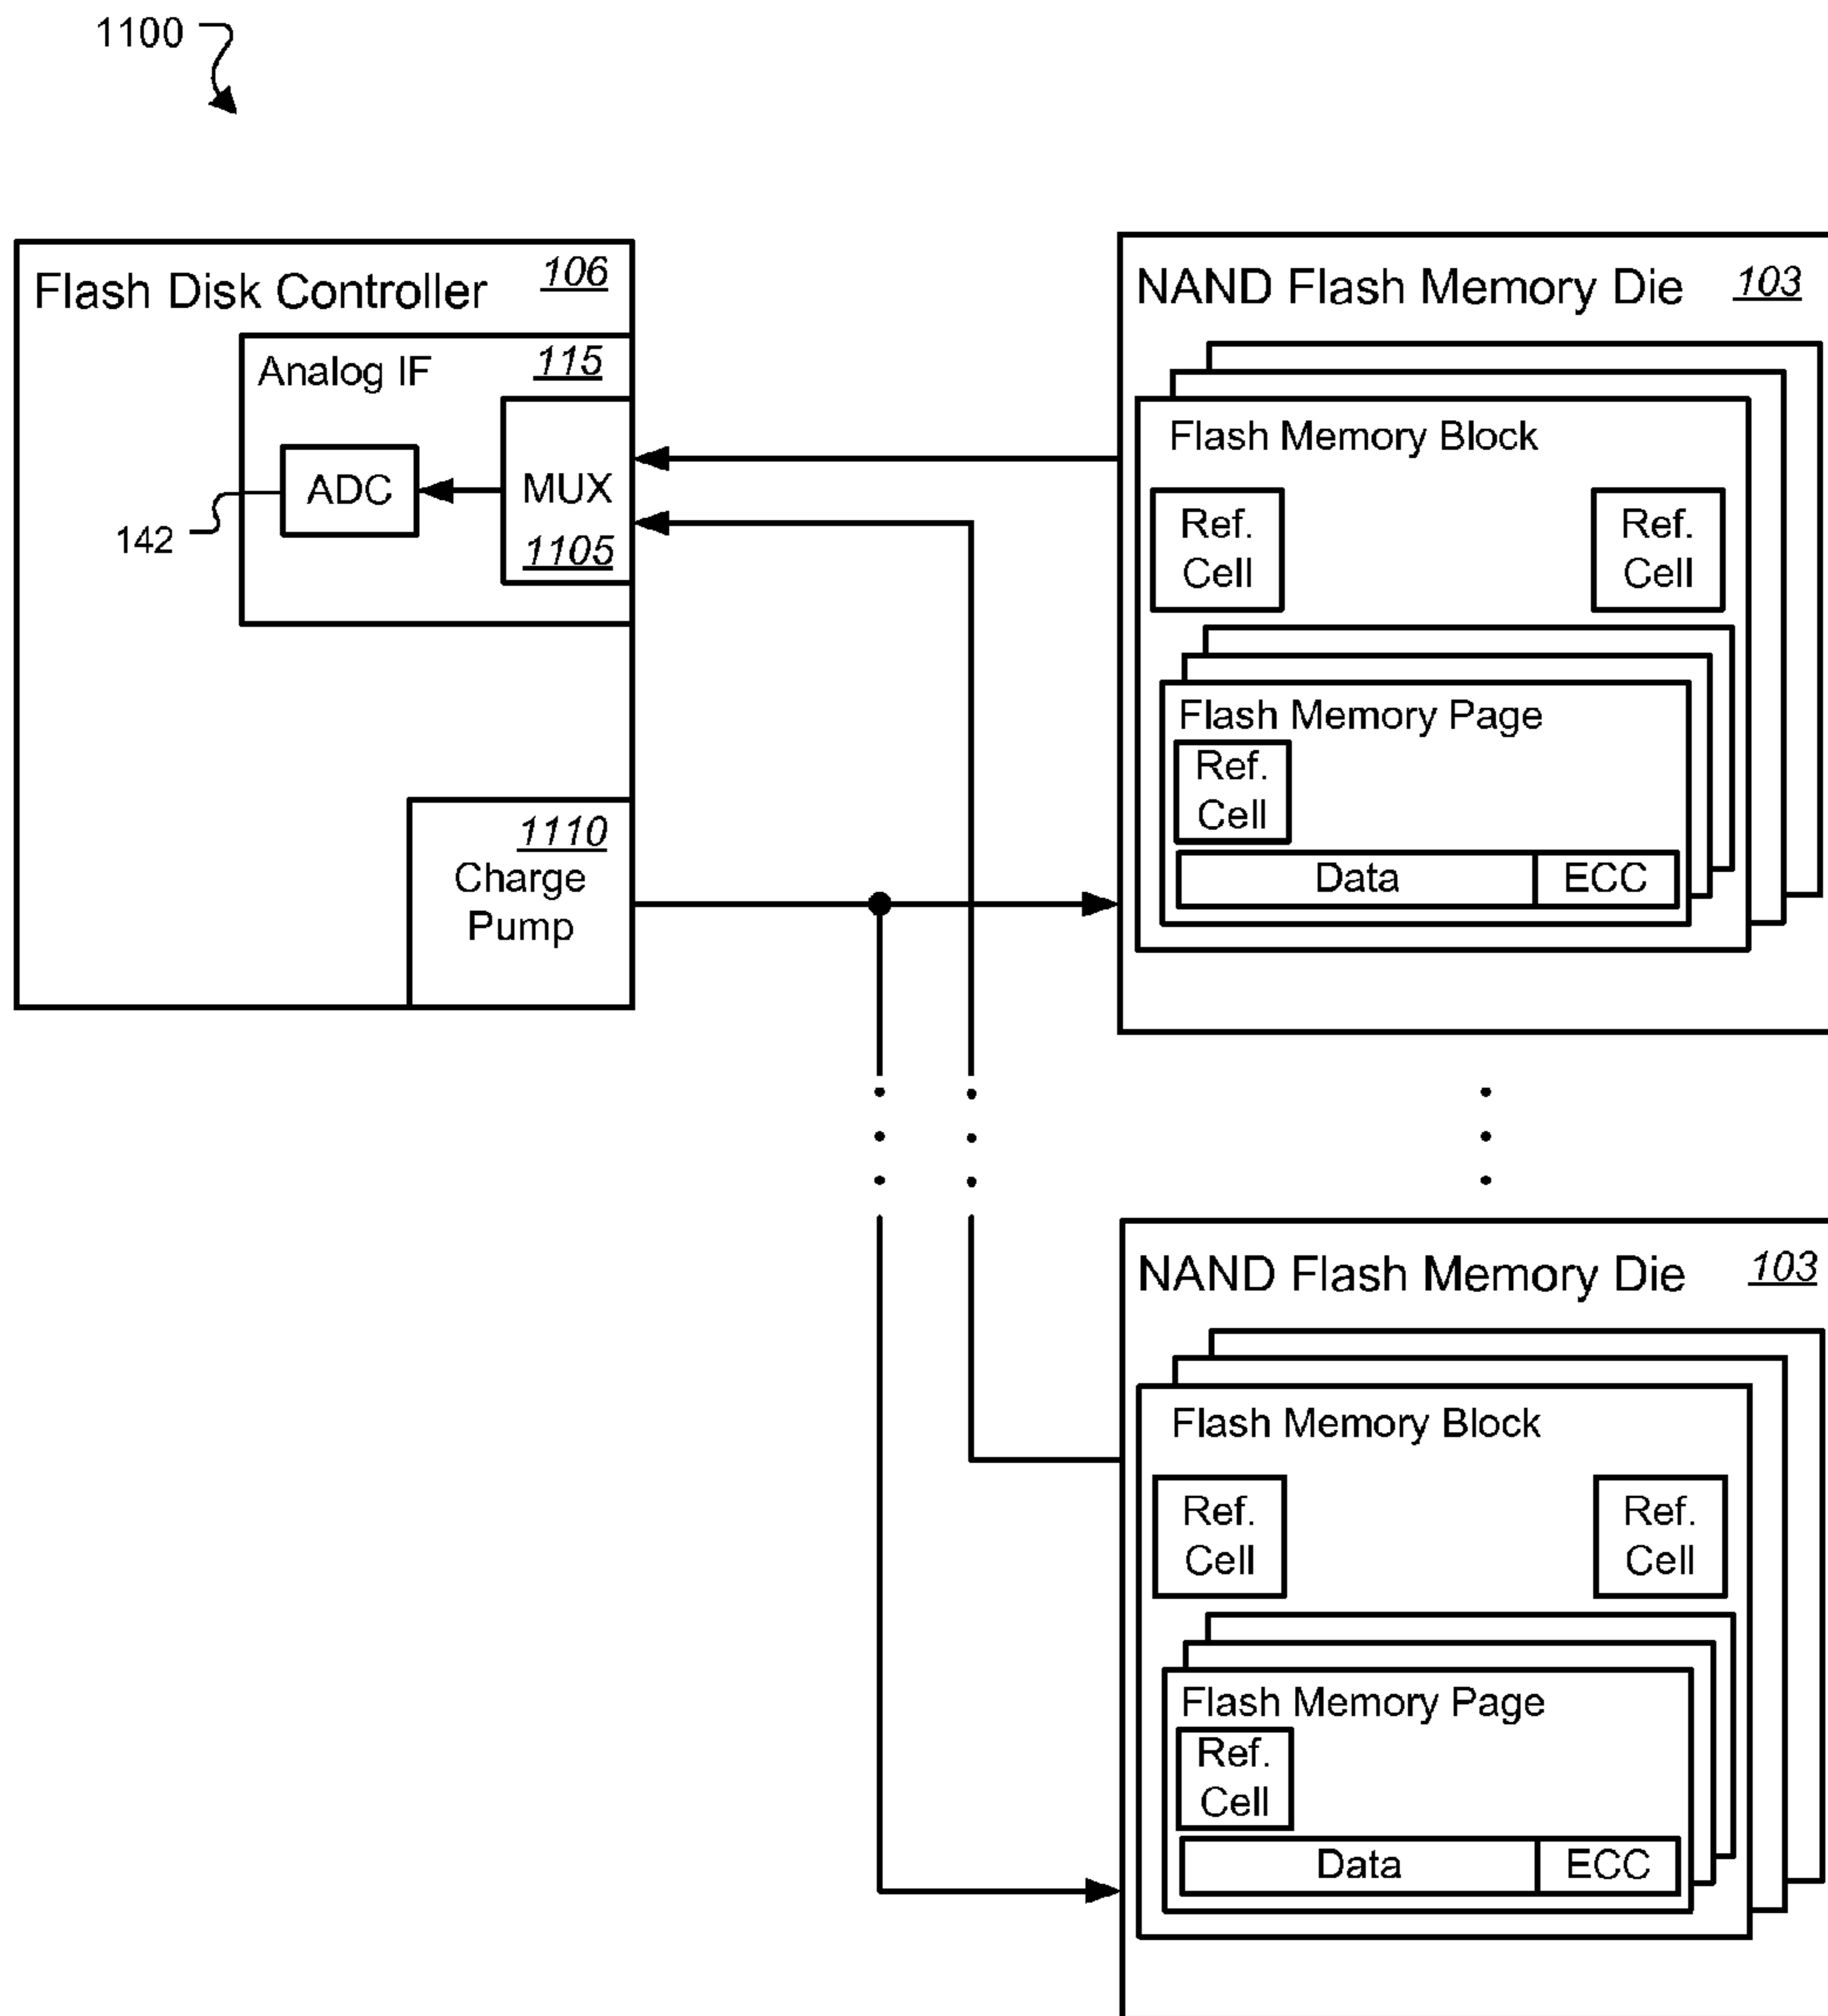 1100
Flash Disk Controller 106
Analog IF 115
ADC
MUX
1105
142
1110
Charge
Pump
NAND Flash Memory Die 103
Flash Memory Block
Ref.
Cell
Ref.
Cell
Flash Memory Page
Ref.
Cell
Data
ECC
NAND Flash Memory Die 103
Flash Memory Block
Ref.
Cell
Ref.
Cell
Flash Memory Page
Ref.
Cell
Data
ECC